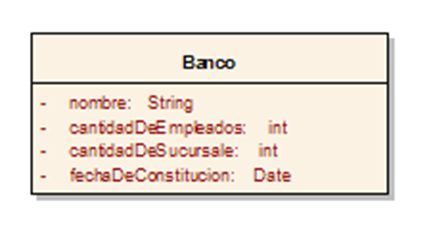 Banco
- nombre: String
- cantidadDeEmpleados: int
- cantidadDeSucursale: int
- fechaDeConstitucion: Date